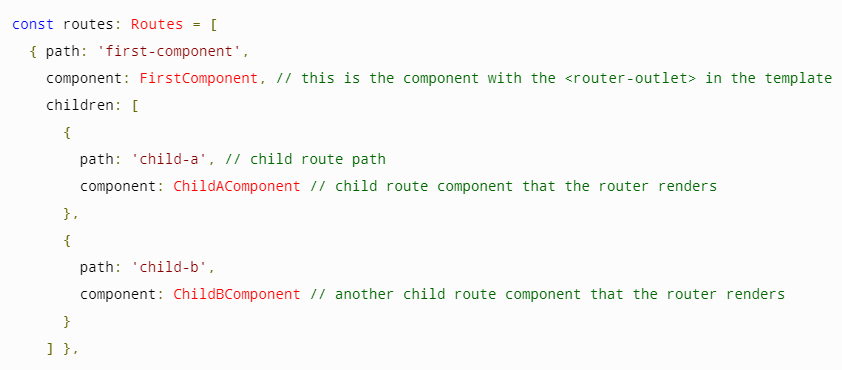 const routes: Routes = [
  { path: 'first-component',
    component: FirstComponent, // this is the component with the <router-outlet> in the template
    children: [
      {
        path: 'child-a', // child route path
        component: ChildAComponent // child route component that the router renders
      },
      {
        path: 'child-b',
        component: ChildBComponent // another child route component that the router renders
      }
    ] },